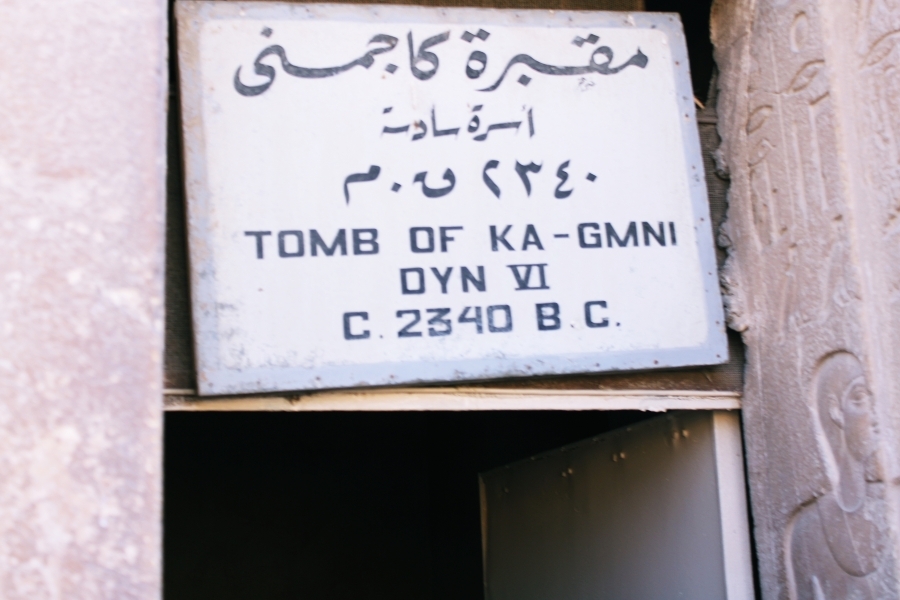 مقبرة كاجمنى
أسرة سادسة
٢٣٤٠ ق.م
TOMB OF KA-GMNI
DYN VI
C. 2340 B.C.